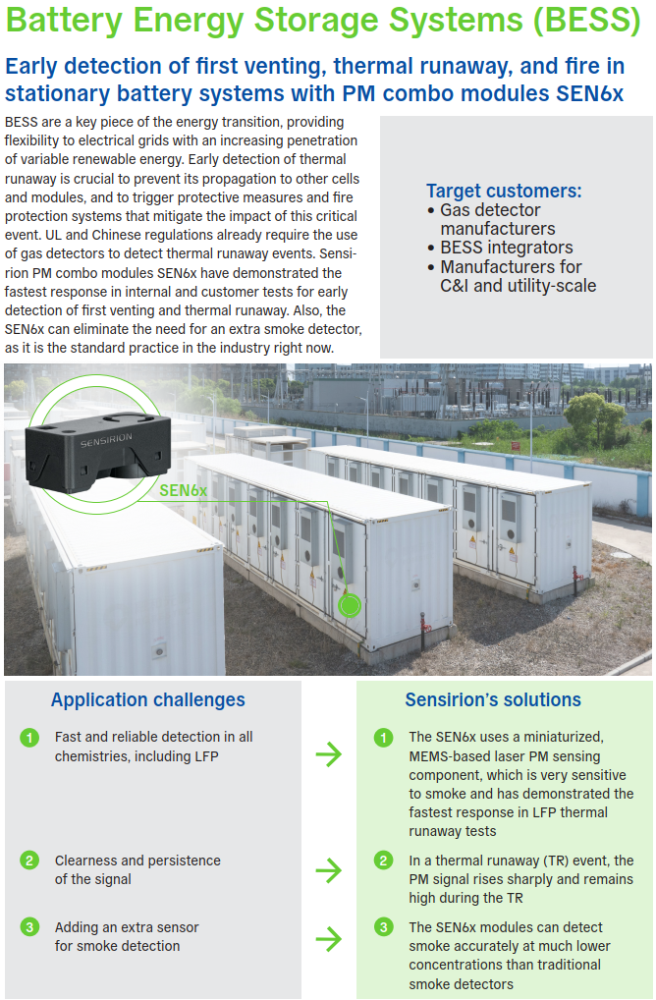 Battery Energy Storage Systems (BESS)
Early detection of first venting, thermal runaway, and fire in
stationary battery systems with PM combo modules SEN6x
BESS are a key piece of the energy transition, providing
flexibility to electrical grids with an increasing penetration
of variable renewable energy. Early detection of thermal
runaway is crucial to prevent its propagation to other cells
and modules, and to trigger protective measures and fire
protection systems that mitigate the impact of this critical
event. UL and Chinese regulations already require the use
of gas detectors to detect thermal runaway events. Sensi-
rion PM combo modules SEN6x have demonstrated the
fastest response in internal and customer tests for early
detection of first venting and thermal runaway. Also, the
SEN6x can eliminate the need for an extra smoke detector,
as it is the standard practice in the industry right now.
Target customers:
• Gas detector
manufacturers
• BESS integrators
• Manufacturers for
C&I and utility-scale
SENSIRION
SEN6x
Application challenges
1 Fast and reliable detection in all
chemistries, including LFP
2 Clearness and persistence
of the signal
3 Adding an extra sensor
for smoke detection
Sensirion's solutions
1 The SEN6x uses a miniaturized,
MEMS-based laser PM sensing
component, which is very sensitive
to smoke and has demonstrated the
fastest response in LFP thermal
runaway tests
2 In a thermal runaway (TR) event, the
PM signal rises sharply and remains
high during the TR
3 The SEN6x modules can detect
smoke accurately at much lower
concentrations than traditional
smoke detectors